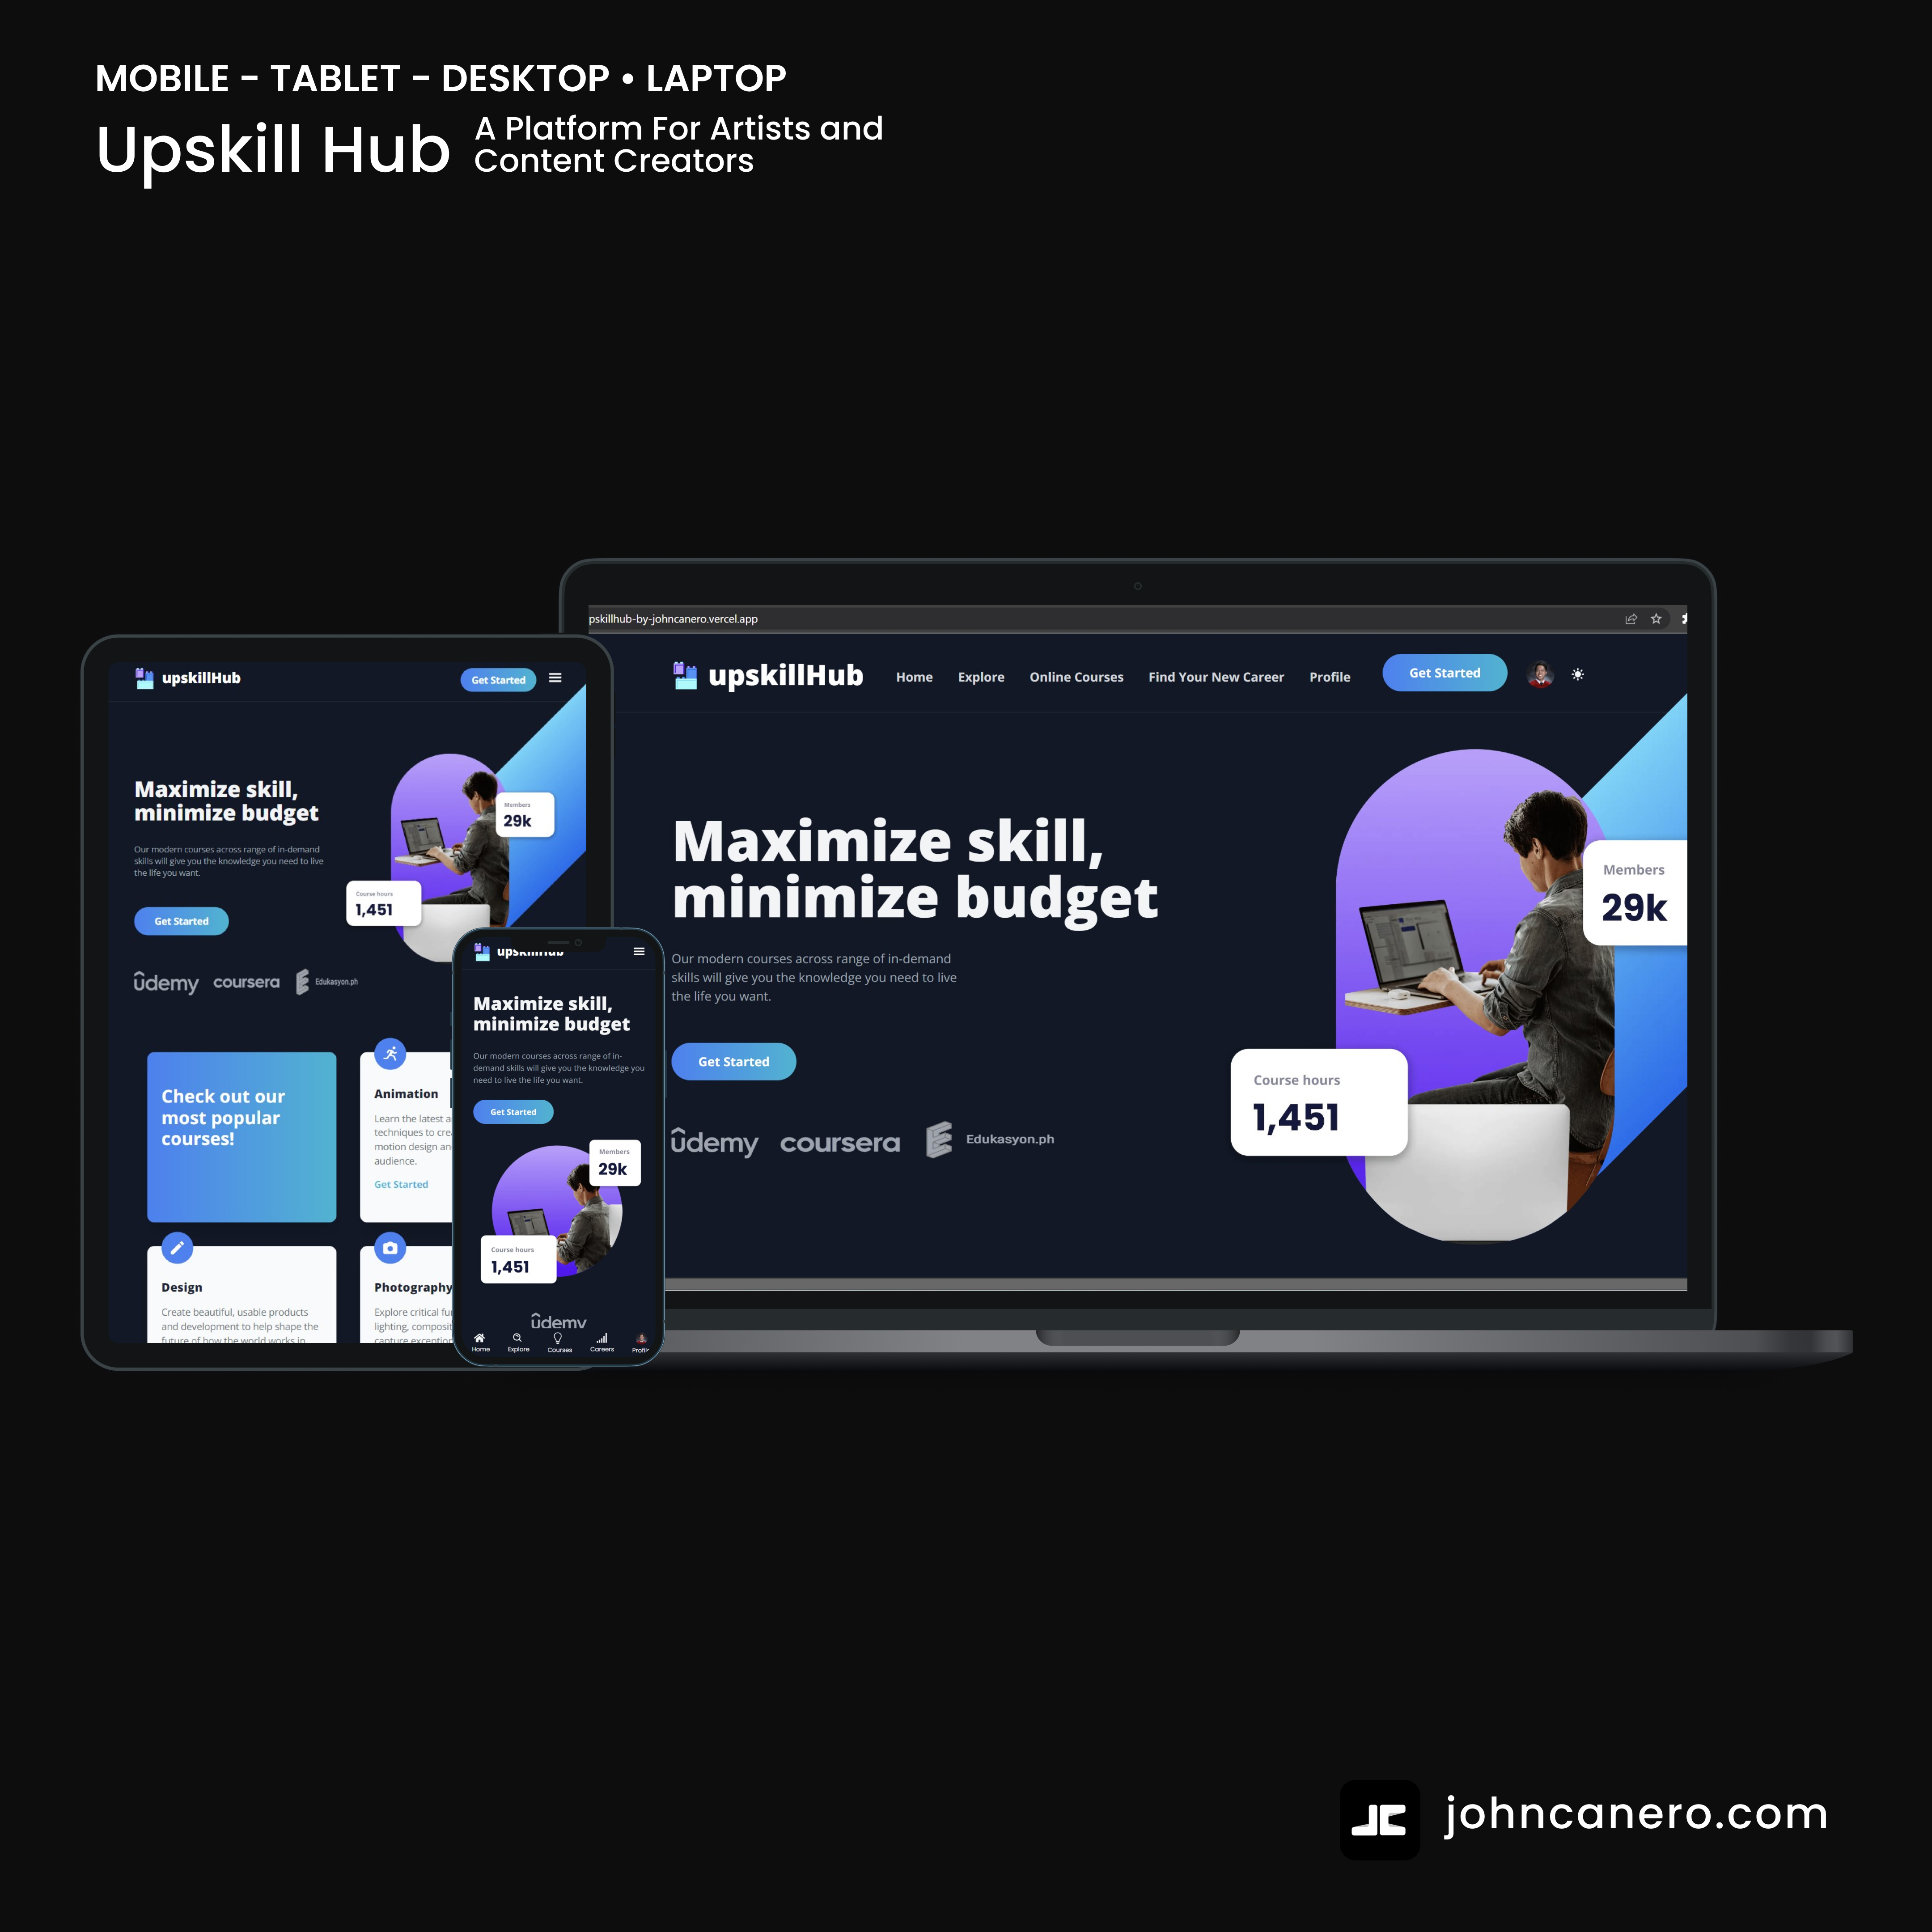 MOBILE - TABLET - DESKTOP • LAPTOP
Upskill Hub
A Platform For Artists and
Content Creators
pskillhub-by-johncanero.vercel.app
upskillHub
Home Explore Online Courses Find Your New Career Profile Get Started
Maximize skill,
minimize budget
Our modern courses across range of in-demand
skills will give you the knowledge you need to live
the life you want.
Get Started
ûdemy coursera Edukasyon.ph
Members
29k
Course hours
1,451
upskillHub Get Started
Maximize skill,
minimize budget
Our modern courses across range of in-demand
skills will give you the knowledge you need to live
the life you want.
Get Started
Members
29k
Course hours
1,451
ûdemy coursera Edukasyon.ph
Check out our
most popular
courses!
Animation
Learn the latest a
techniques to cre
motion design an
audience.
Get Started
Design
Create beautiful, usable products
and development to help shape the
future of how the world works in
Photography
Explore critical fu
lighting, composit
capture exception
upskillHub
Maximize skill,
minimize budget
Our modern courses across range of in-
demand skills will give you the knowledge you
need to live the life you want.
Get Started
Members
29k
Course hours
1,451
ûdemy
Home Explore Courses Careers Profile
JC johncanero.com